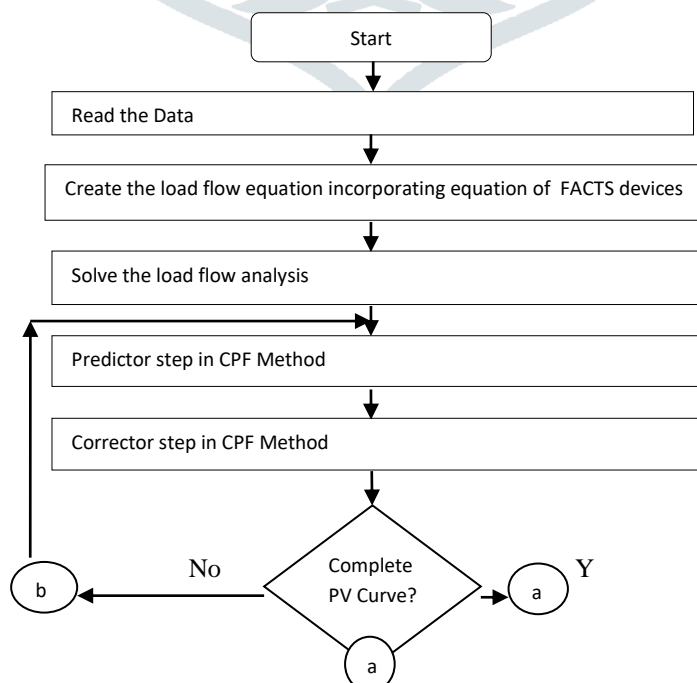 Start
Read the Data
Create the load flow equation incorporating equation of FACTS devices
Solve the load flow analysis
Predictor step in CPF Method
Corrector step in CPF Method
Complete
PV Curve?
No
Y
b
a
a